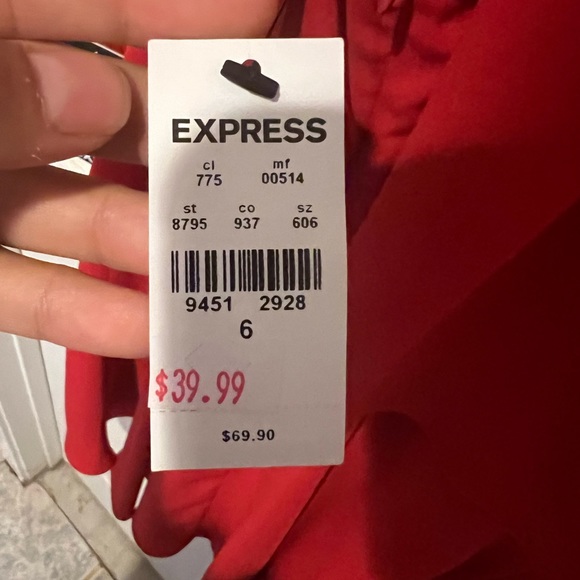 EXPRESS
cl mf
775 00514
st co sz
8795 937 606
9451 2928
6
$39.99
$69.90